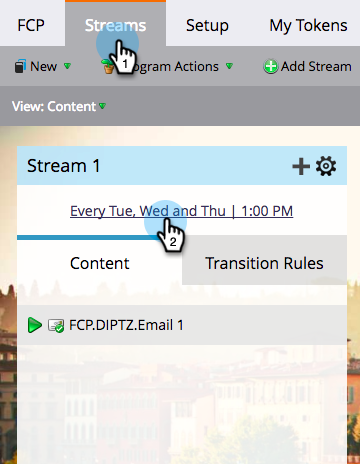 FCP Streams Setup My Tokens
New Program Actions Add Stream
View: Content
Stream 1
Every Tue, Wed and Thu | 1:00 PM
Content Transition Rules
FCP.DIPTZ.Email 1
1
2